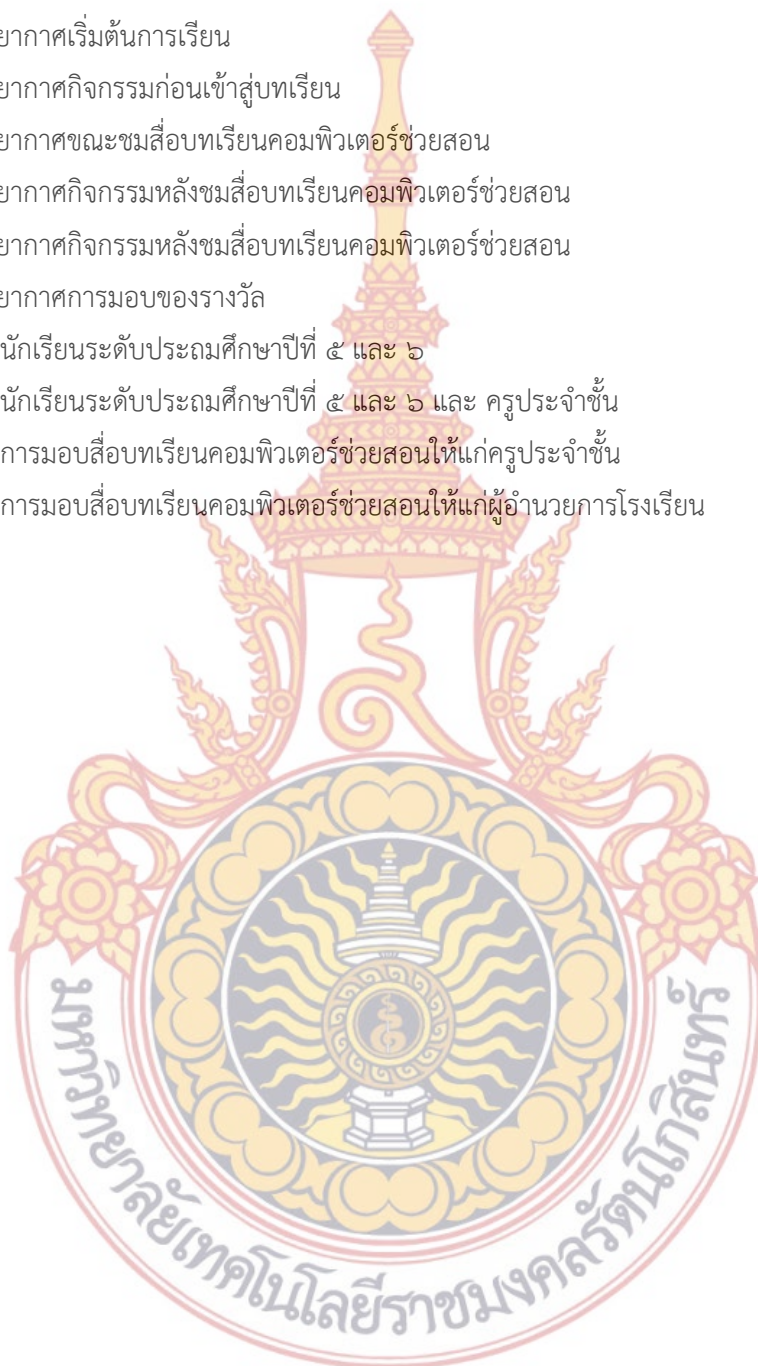 ยากาศเริ่มต้นการเรียน
ยากาศกิจกรรมก่อนเข้าสู่บทเรียน
ยากาศขณะชมสื่อบทเรียนคอมพิวเตอร์ช่วยสอน
ยากาศกิจกรรมหลังชมสื่อบทเรียนคอมพิวเตอร์ช่วยสอน
ยากาศกิจกรรมหลังชมสื่อบทเรียนคอมพิวเตอร์ช่วยสอน
ยากาศการมอบของรางวัล
นักเรียนระดับประถมศึกษาปีที่ ๕ และ ๖
นักเรียนระดับประถมศึกษาปีที่ ๕ และ ๖ และ ครูประจำชั้น
การมอบสื่อบทเรียนคอมพิวเตอร์ช่วยสอนให้แก่ครูประจำชั้น
การมอบสื่อบทเรียนคอมพิวเตอร์ช่วยสอนให้แก่ผู้อำนวยการโรงเรียน
มหาวิทยาลัยเทคโนโลยีราชมงคลรัตนโกสินทร์